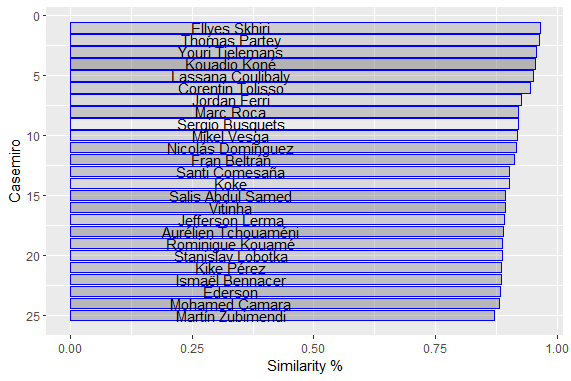 0
Ellyes Skhiri
Thomas Partey
Youri Tielemans
Kouadio Koné
5
Lassana Coulibaly
Corentin Tolisso
Jordan Ferri
Marc Roca
Sergio Busquets
10
Mikel Vesga
Nicolás Domínguez
Fran Beltrán
Santi Comesaña
Koke
15
Salis Abdul Samed
Vitinha
Jefferson Lerma
Aurélien Tchouaméni
Rominigue Kouamé
20
Stanislav Lobotka
Kike Pérez
Ismaël Bennacer
Éderson
Mohamed Camara
25
Martín Zubimendi
Casemiro
0.00 0.25 0.50 0.75 1.00
Similarity %